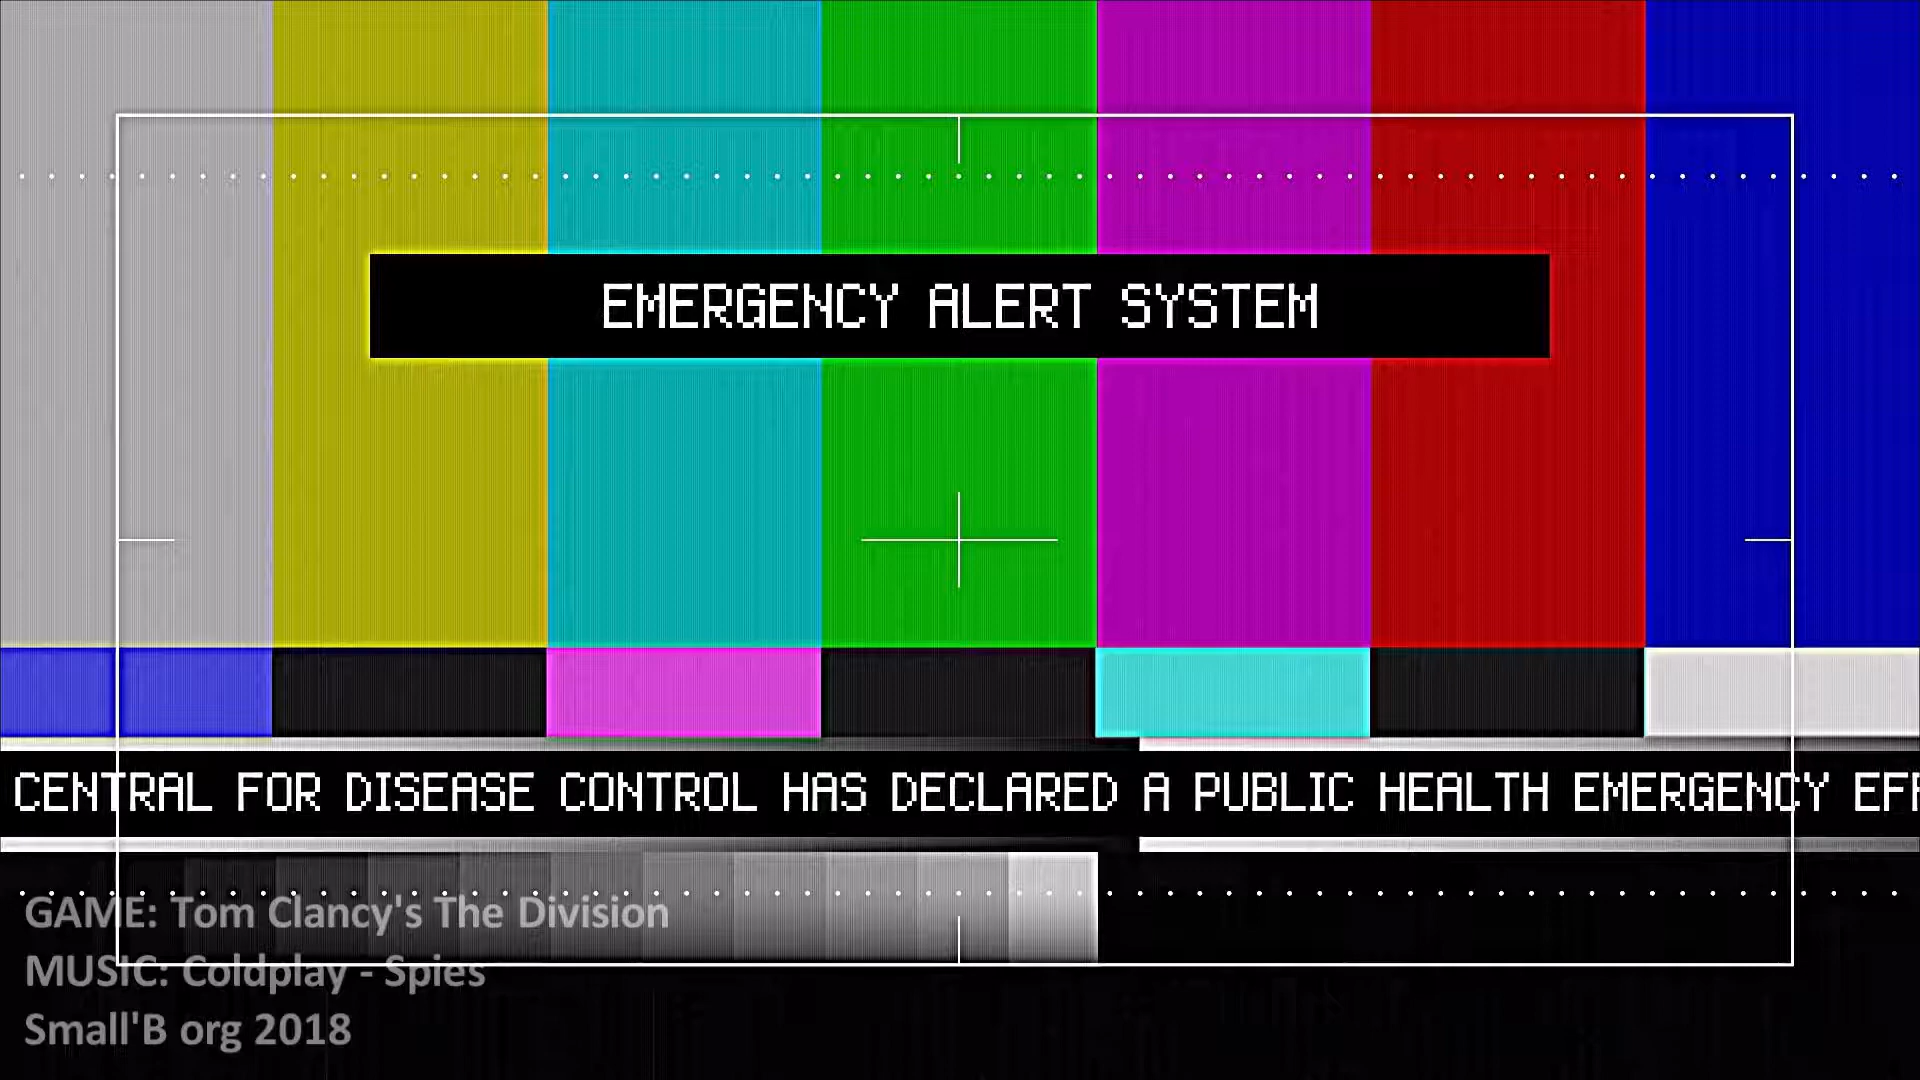 EMERGENCY ALERT SYSTEM
CENTRAL FOR DISEASE CONTROL HAS DECLARED A PUBLIC HEALTH EMERGENCY
GAME: Tom Clancy's The Division
MUSIC: Coldplay - Spies
Small'B org 2018